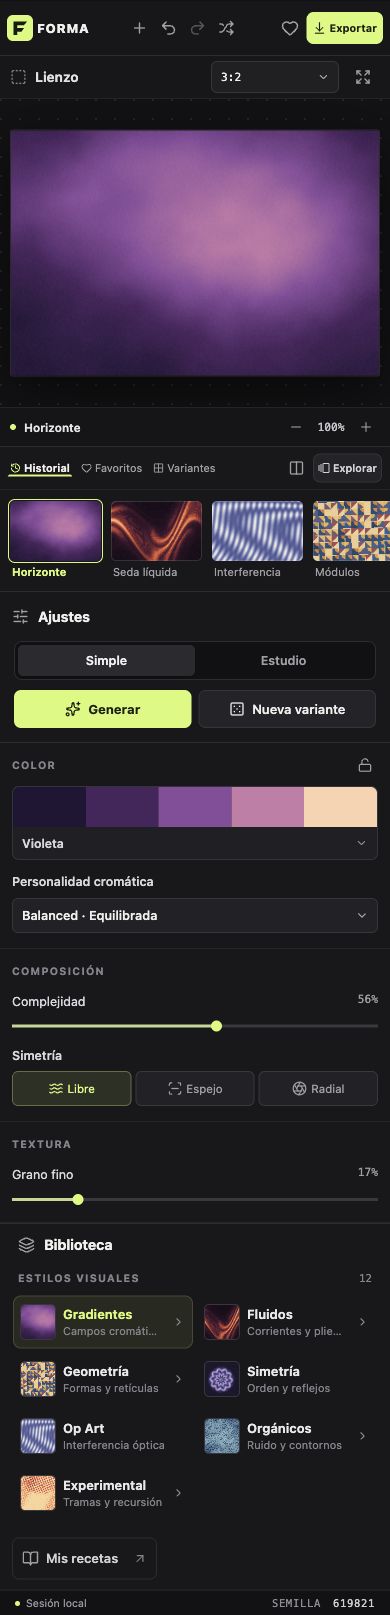 FORMA
Exportar
Lienzo
3:2
Horizonte
100%
Historial
Favoritos
Variantes
Explorar
Horizonte
Seda líquida
Interferencia
Módulos
Ajustes
Simple
Estudio
Generar
Nueva variante
COLOR
Violeta
Personalidad cromática
Balanced · Equilibrada
COMPOSICIÓN
Complejidad
56%
Simetría
Libre
Espejo
Radial
TEXTURA
Grano fino
17%
Biblioteca
ESTILOS VISUALES
12
Gradientes
Campos cromáti...
Fluidos
Corrientes y plie...
Geometría
Formas y retículas
Simetría
Orden y reflejos
Op Art
Interferencia óptica
Orgánicos
Ruido y contornos
Experimental
Tramas y recursión
Mis recetas
Sesión local
SEMILLA 619821